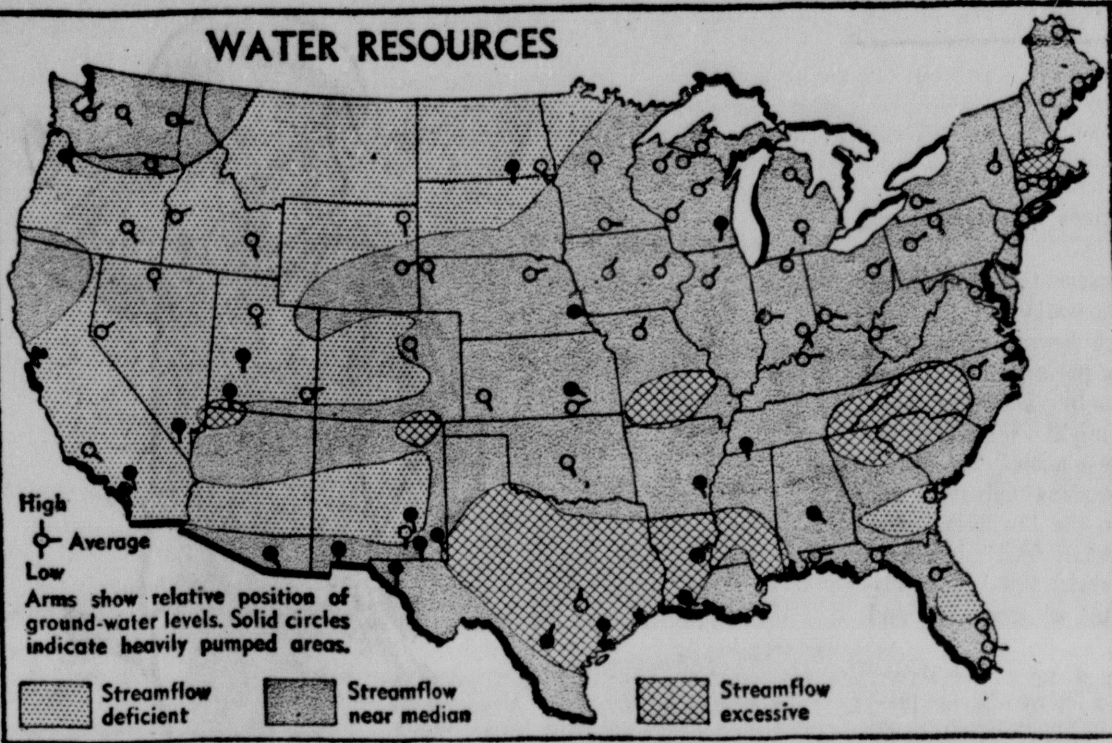 WATER RESOURCES
High
Average
Low
Arms show relative position of
ground-water levels. Solid circles
indicate heavily pumped areas.
Streamflow
deficient
Streamflow
near median
Streamflow
excessive